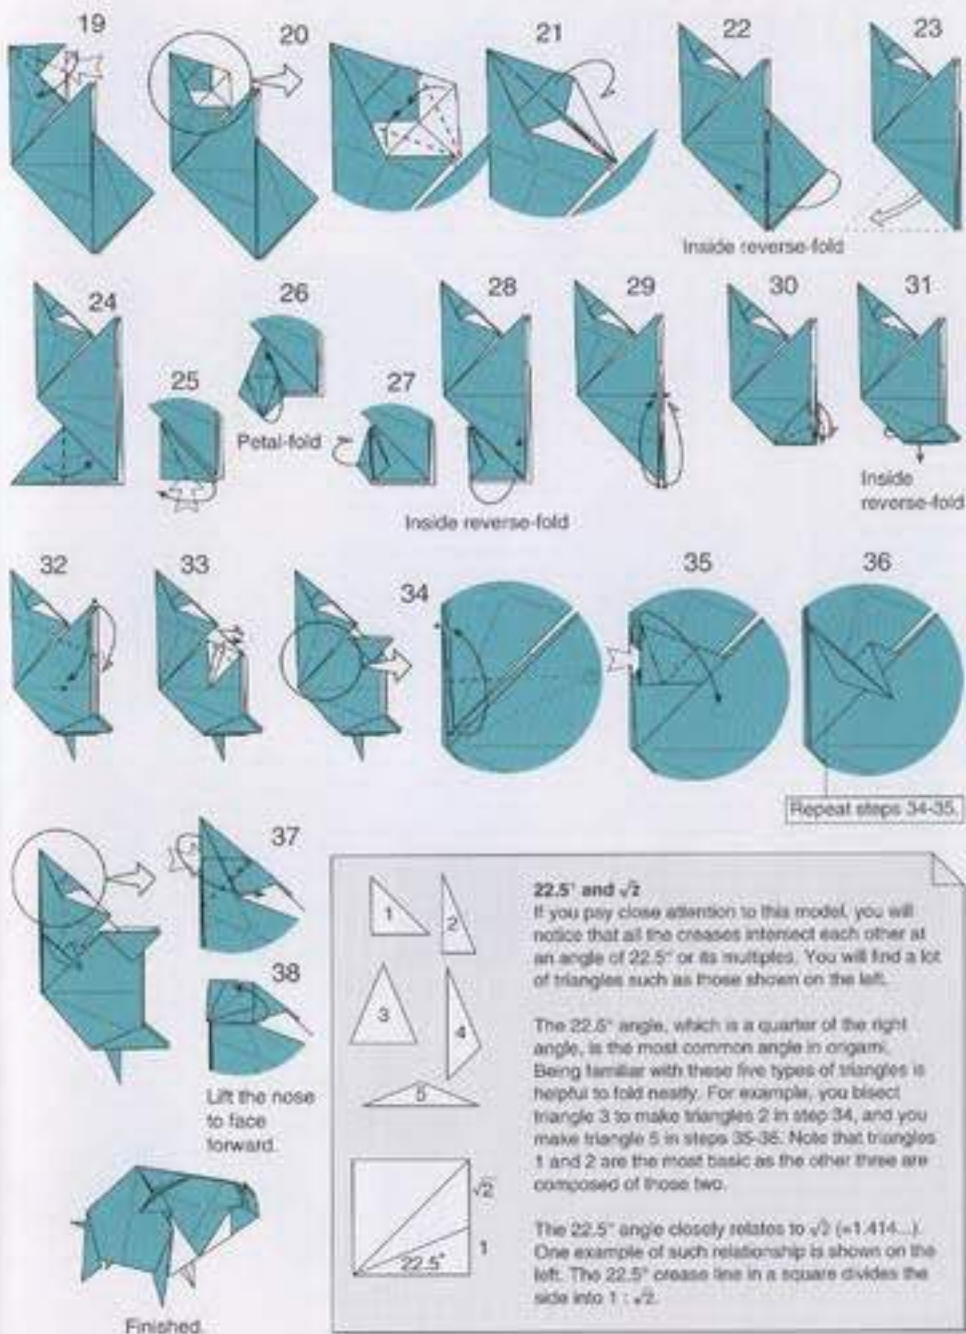 19
20
21
22
23
Inside reverse-fold
24
25
26
27
28
29
30
31
Petal-fold
Inside reverse-fold
Inside
reverse-fold
32
33
34
35
36
Repeat steps 34-35.
37
38
Lift the nose
to face
forward.
Finished.
1
2
3
4
5
√2
1
22.5°
22.5° and √2
If you pay close attention to this model, you will
notice that all the creases intersect each other at
an angle of 22.5° or its multiples. You will find a lot
of triangles such as those shown on the left.
The 22.5° angle, which is a quarter of the right
angle, is the most common angle in origami.
Being familiar with these five types of triangles is
helpful to fold neatly. For example, you bisect
triangle 3 to make triangles 2 in step 34, and you
make triangle 5 in steps 35-36. Note that triangles
1 and 2 are the most basic as the other three are
composed of those two.
The 22.5° angle closely relates to √2 (=1.414...).
One example of such relationship is shown on the
left. The 22.5° crease line in a square divides the
side into 1 : √2.